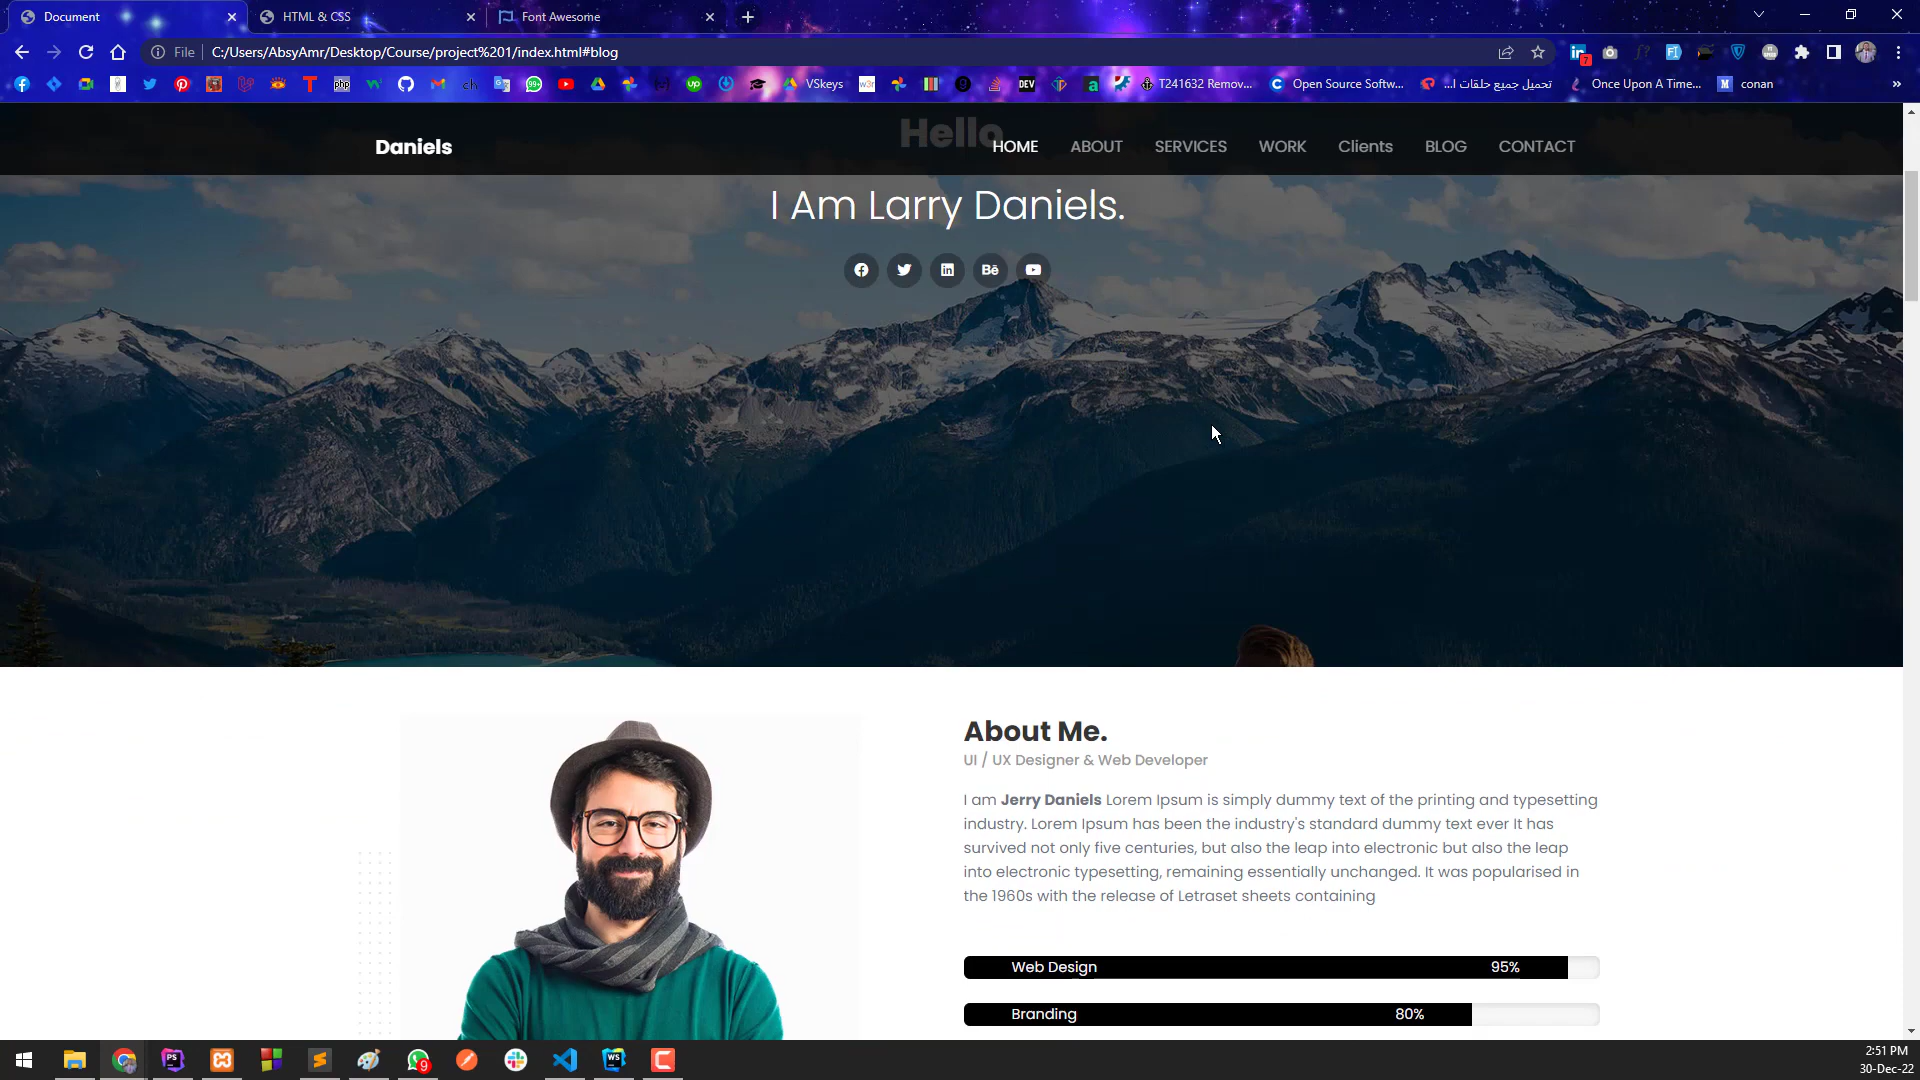 Document
HTML & CSS
Font Awesome
File
C:/Users/AbsyAmr/Desktop/Course/project%201/index.html#blog
7
VSkeys
DEV
T241632 Remov...
Open Source Softw...
تحميل جميع حلقات ا...
Once Upon A Time...
conan
Daniels
Hello
HOME
ABOUT
SERVICES
WORK
Clients
BLOG
CONTACT
I Am Larry Daniels.
About Me.
UI / UX Designer & Web Developer
I am Jerry Daniels Lorem Ipsum is simply dummy text of the printing and typesetting
industry. Lorem Ipsum has been the industry's standard dummy text ever It has
survived not only five centuries, but also the leap into electronic but also the leap
into electronic typesetting, remaining essentially unchanged. It was popularised in
the 1960s with the release of Letraset sheets containing
Web Design 95%
Branding 80%
9
2:51 PM
30-Dec-22